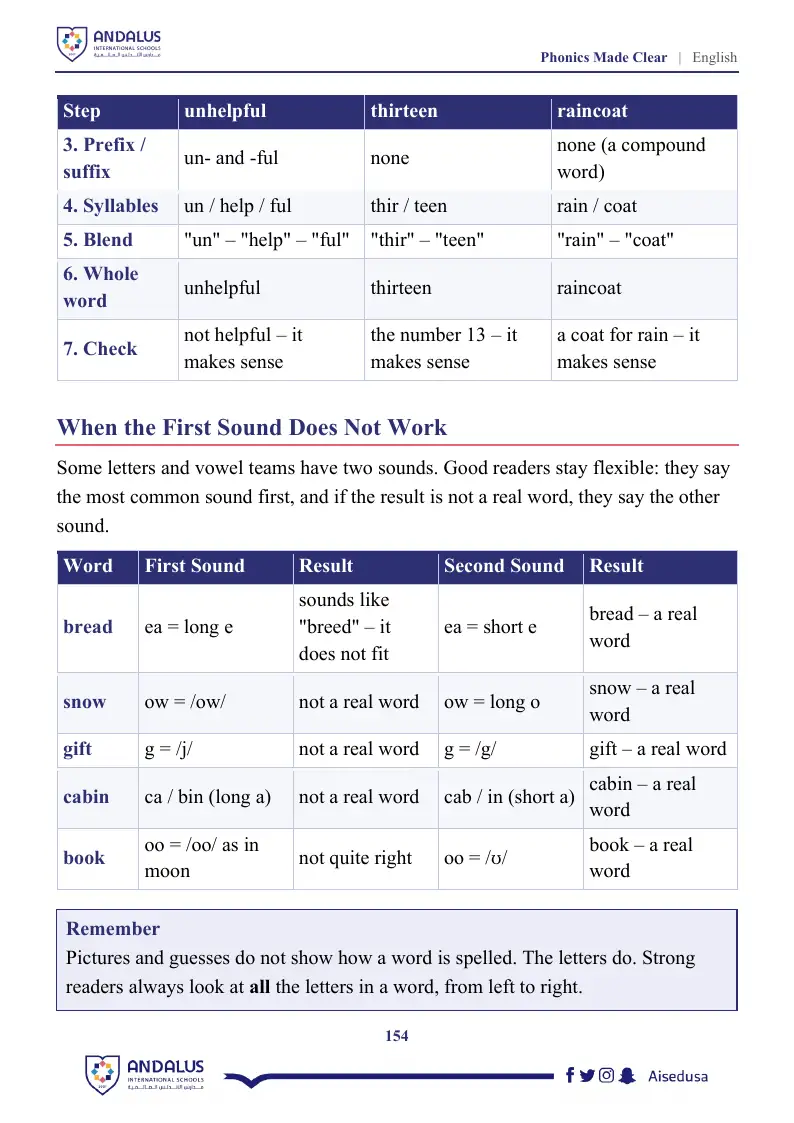 ANDALUS
INTERNATIONAL SCHOOLS
مدارس الأندلس العالمية
Phonics Made Clear | English
Step unhelpful thirteen raincoat
3. Prefix / suffix un- and -ful none none (a compound word)
4. Syllables un / help / ful thir / teen rain / coat
5. Blend "un" – "help" – "ful" "thir" – "teen" "rain" – "coat"
6. Whole word unhelpful thirteen raincoat
7. Check not helpful – it makes sense the number 13 – it makes sense a coat for rain – it makes sense
When the First Sound Does Not Work
Some letters and vowel teams have two sounds. Good readers stay flexible: they say
the most common sound first, and if the result is not a real word, they say the other
sound.
Word First Sound Result Second Sound Result
bread ea = long e sounds like "breed" – it does not fit ea = short e bread – a real word
snow ow = /ow/ not a real word ow = long o snow – a real word
gift g = /j/ not a real word g = /g/ gift – a real word
cabin ca / bin (long a) not a real word cab / in (short a) cabin – a real word
book oo = /oo/ as in moon not quite right oo = /ʊ/ book – a real word
Remember
Pictures and guesses do not show how a word is spelled. The letters do. Strong
readers always look at all the letters in a word, from left to right.
154
ANDALUS
INTERNATIONAL SCHOOLS
مدارس الأندلس العالمية
Aisedusa